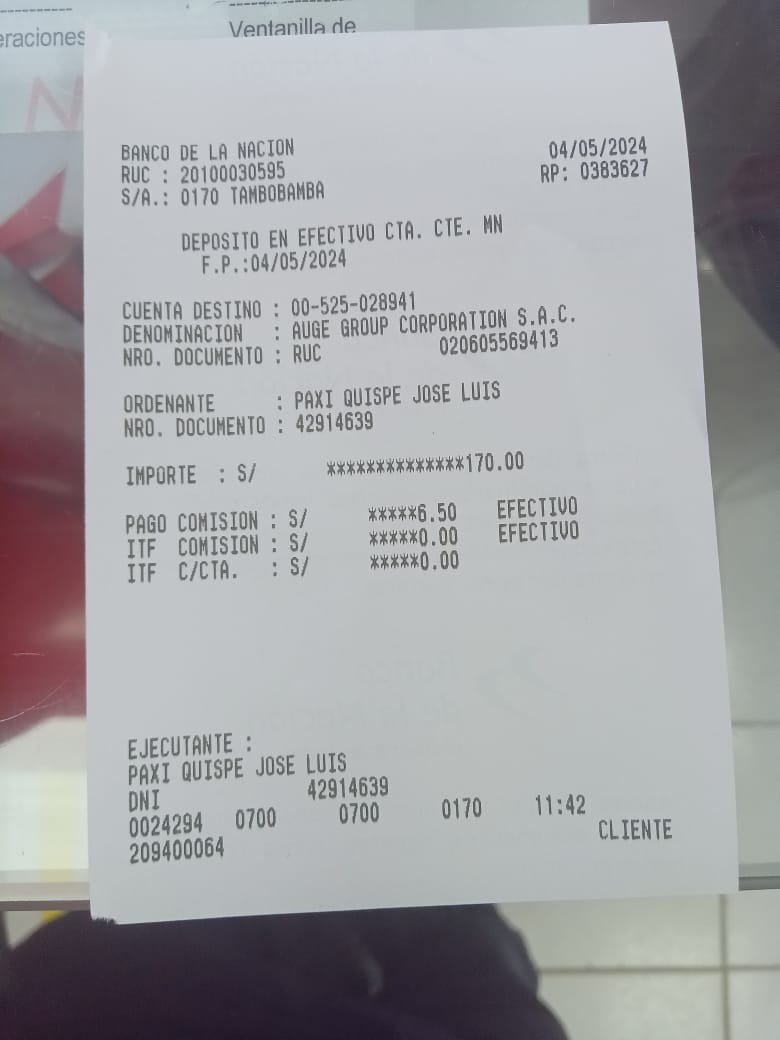 eraciones
Ventanilla de
BANCO DE LA NACION 04/05/2024
RUC : 20100030595 RP: 0383627
S/A.: 0170 TAMBOBAMBA
DEPOSITO EN EFECTIVO CTA. CTE. MN
F.P.:04/05/2024
CUENTA DESTINO : 00-525-028941
DENOMINACION : AUGE GROUP CORPORATION S.A.C.
NRO. DOCUMENTO : RUC 020605569413
ORDENANTE : PAXI QUISPE JOSE LUIS
NRO. DOCUMENTO : 42914639
IMPORTE : S/ **************170.00
PAGO COMISION : S/ *****6.50 EFECTIVO
ITF COMISION : S/ *****0.00 EFECTIVO
ITF C/CTA. : S/ *****0.00
EJECUTANTE :
PAXI QUISPE JOSE LUIS
DNI 42914639
0024294 0700 0700 0170 11:42
CLIENTE
209400064